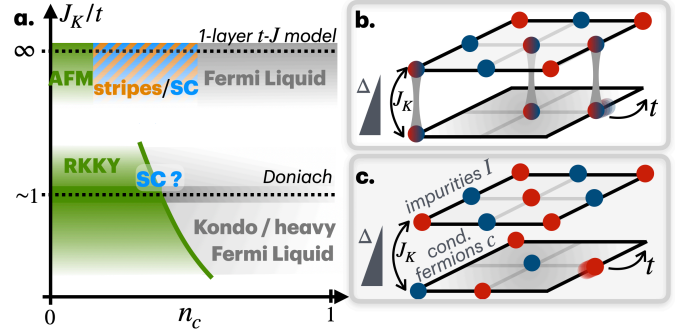 a.
J_K/t
1-layer t-J model
∞
AFM
stripes/SC
Fermi Liquid
RKKY
SC ?
Doniach
~1
Kondo / heavy
Fermi Liquid
0
n_c
1
b.
Δ
J_K
t
c.
impurities I
Δ
J_K
cond.
fermions c
t